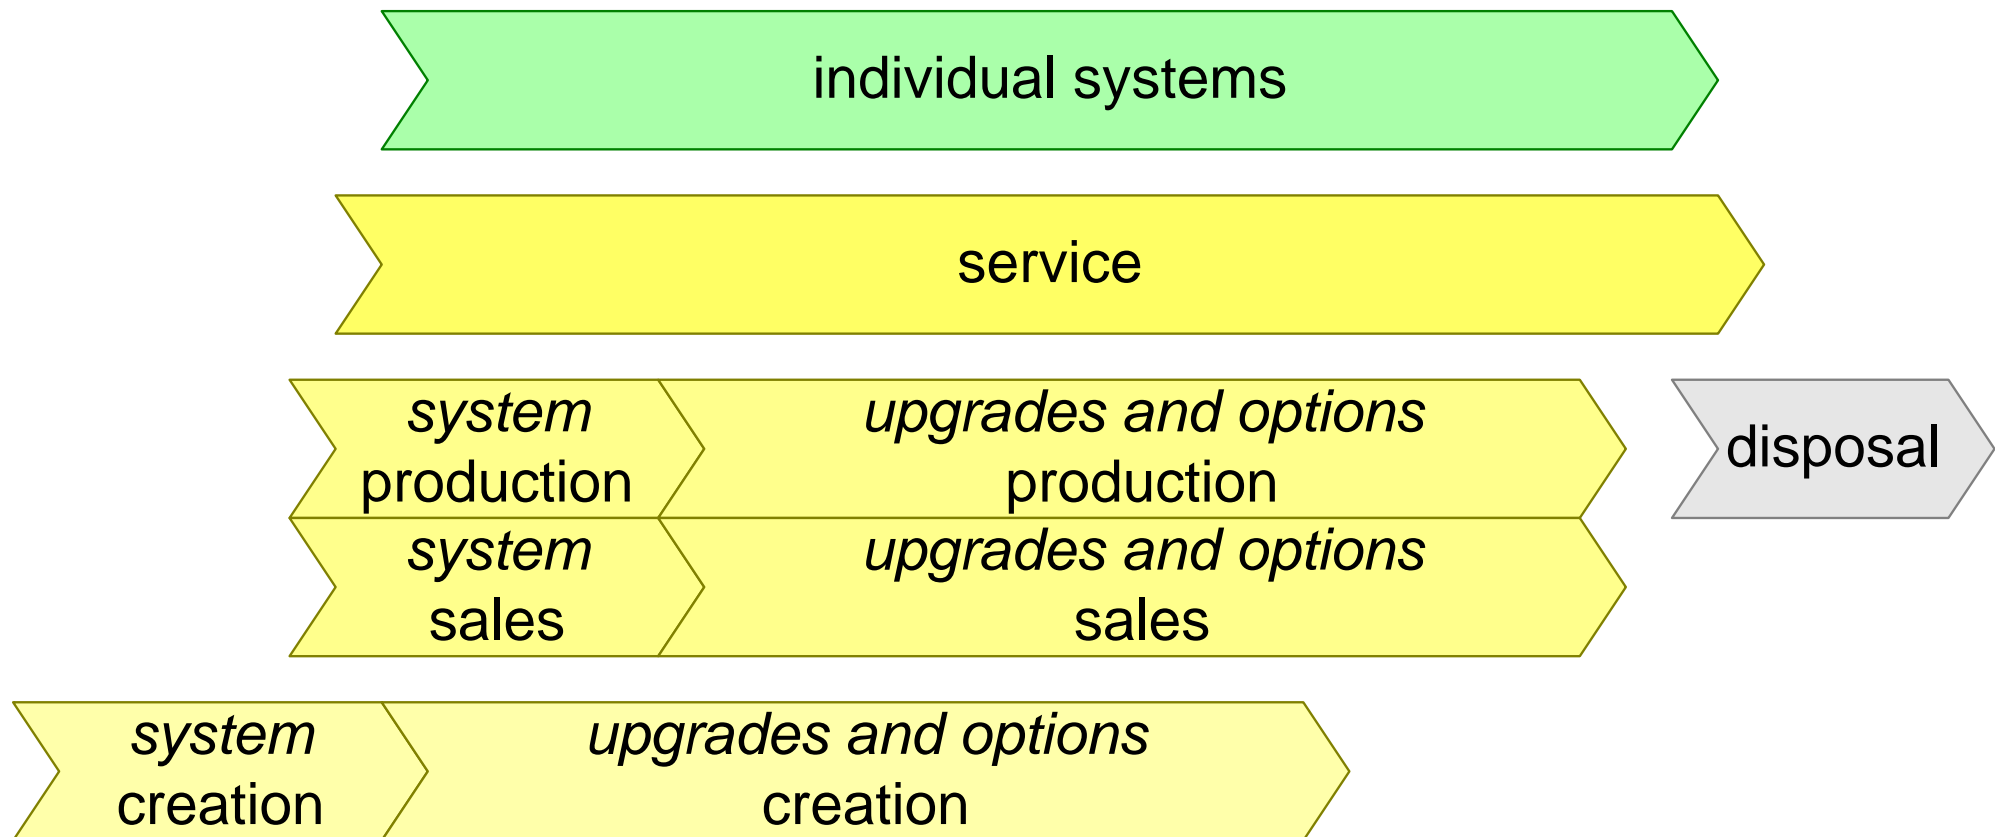 individual systems
service
system
production
upgrades and options
production
disposal
system
sales
upgrades and options
sales
system
creation
upgrades and options
creation